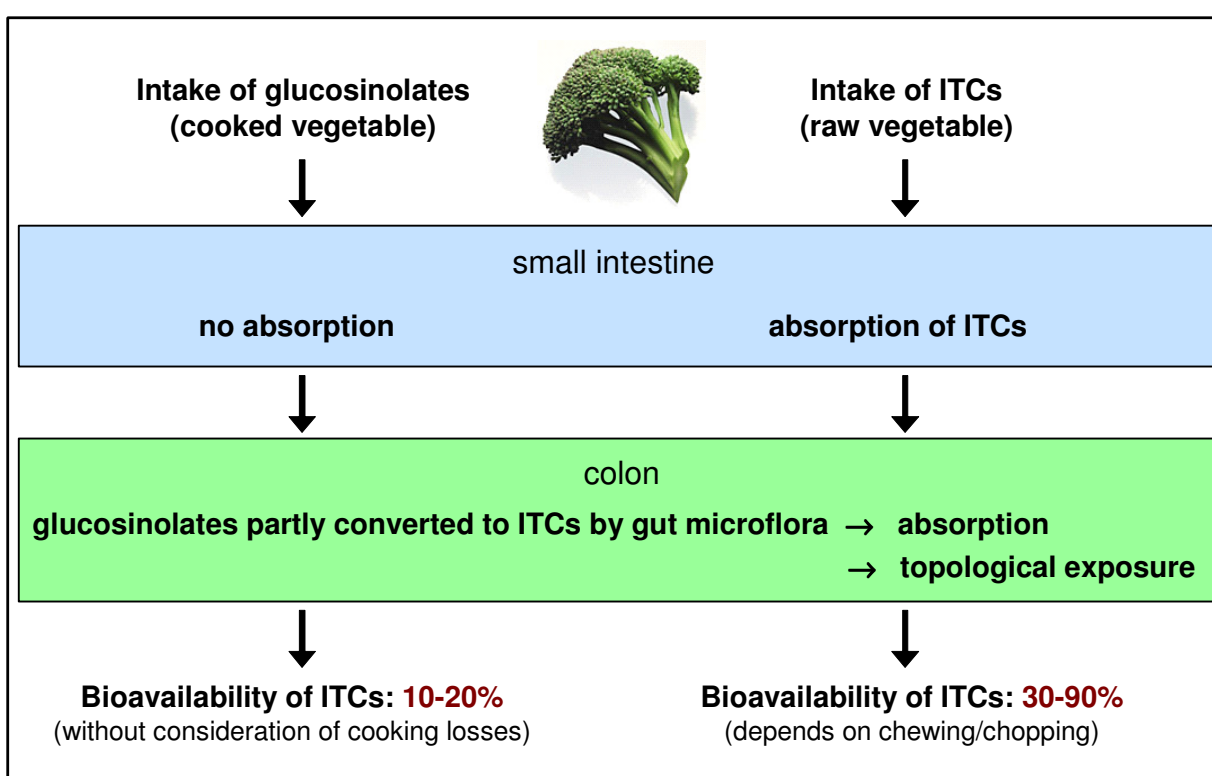 Intake of glucosinolates
(cooked vegetable)
Intake of ITCs
(raw vegetable)
small intestine
no absorption
absorption of ITCs
colon
glucosinolates partly converted to ITCs by gut microflora → absorption
→ topological exposure
Bioavailability of ITCs: 10-20%
(without consideration of cooking losses)
Bioavailability of ITCs: 30-90%
(depends on chewing/chopping)